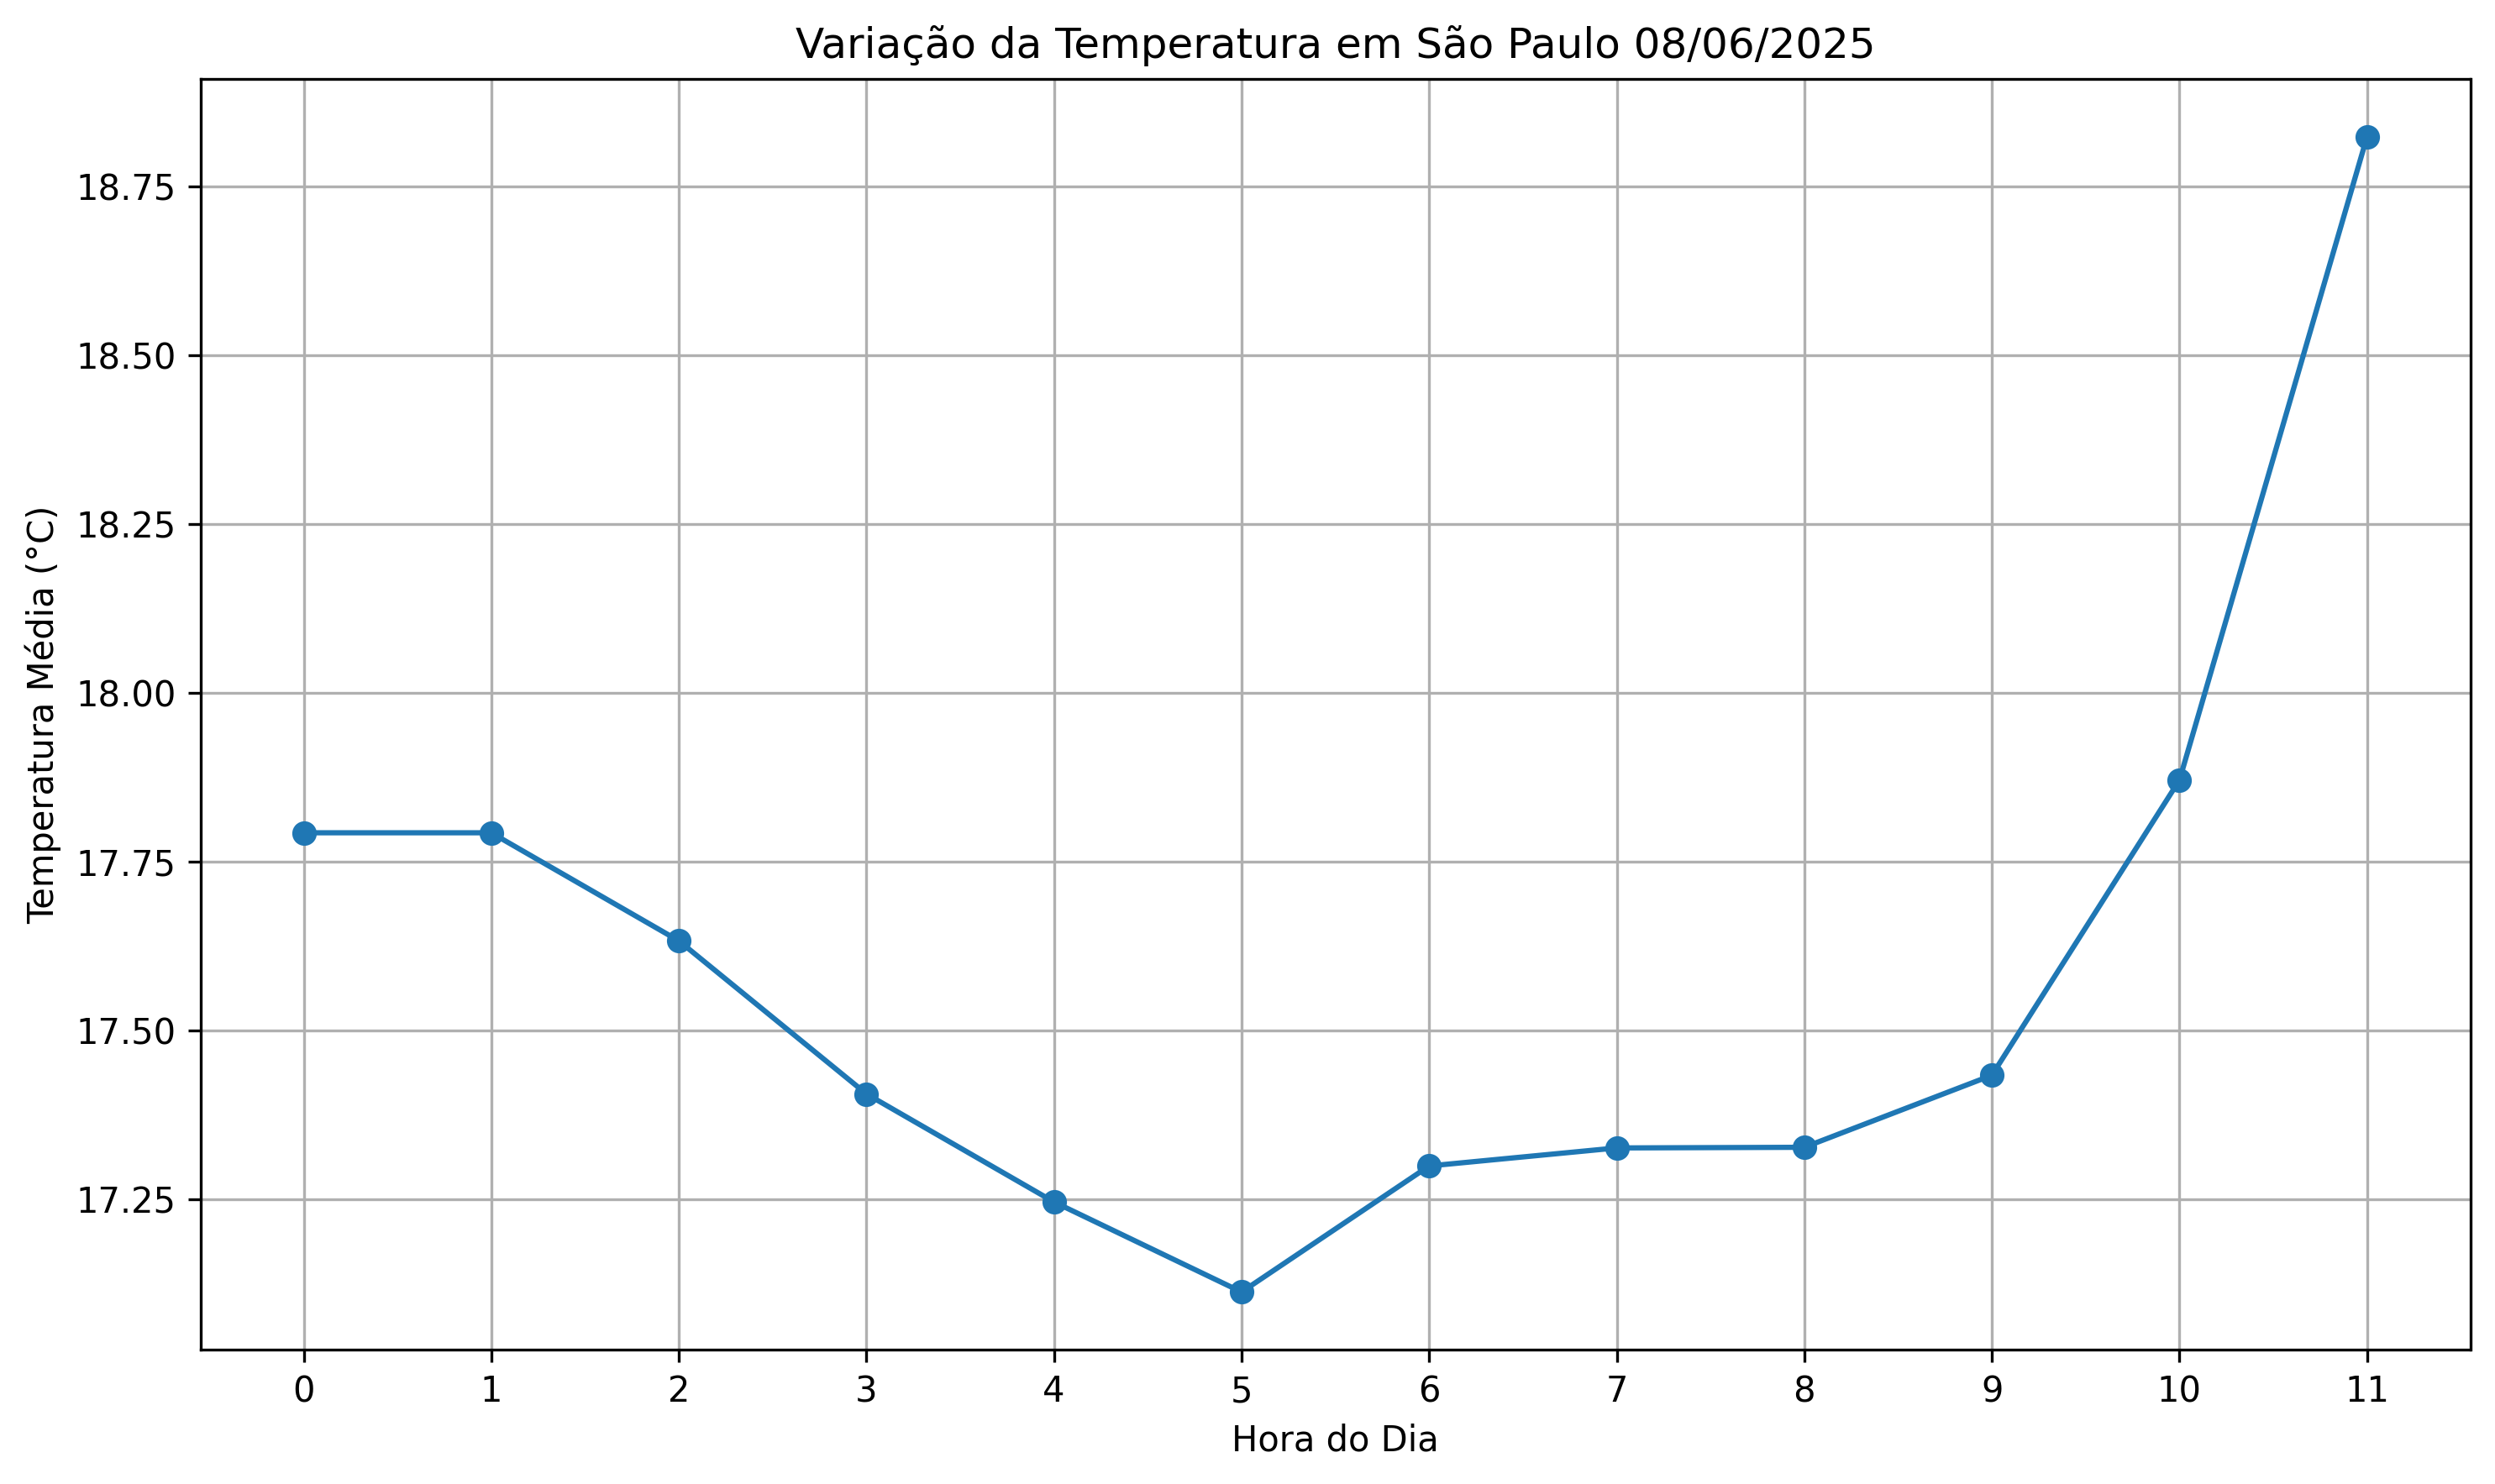 Variação da Temperatura em São Paulo 08/06/2025
Temperatura Média (°C)
18.75
18.50
18.25
18.00
17.75
17.50
17.25
0 1 2 3 4 5 6 7 8 9 10 11
Hora do Dia